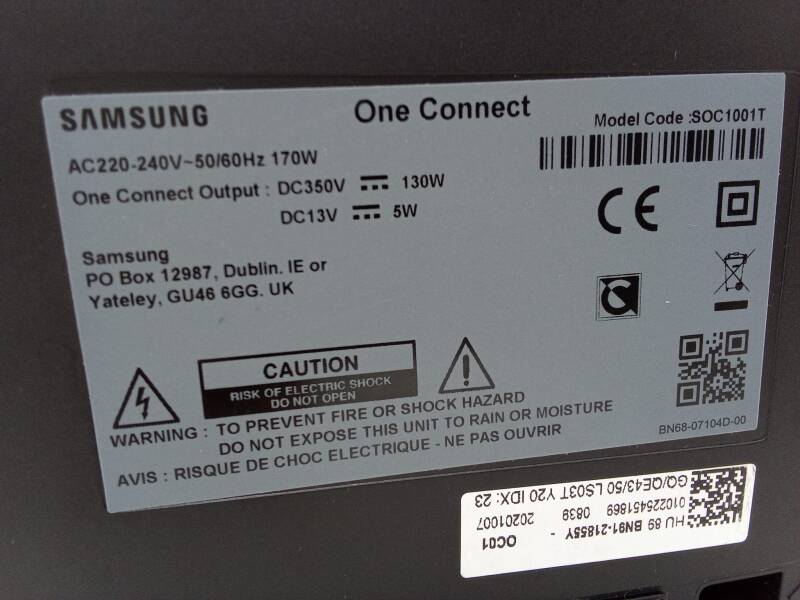 SAMSUNG
One Connect
Model Code :SOC1001T
AC220-240V~50/60Hz 170W
One Connect Output : DC350V ⎓ 130W
DC13V ⎓ 5W
Samsung
PO Box 12987, Dublin. IE or
Yateley, GU46 6GG. UK
CE
CAUTION
RISK OF ELECTRIC SHOCK
DO NOT OPEN
WARNING : TO PREVENT FIRE OR SHOCK HAZARD
DO NOT EXPOSE THIS UNIT TO RAIN OR MOISTURE
AVIS : RISQUE DE CHOC ELECTRIQUE - NE PAS OUVRIR
BN68-07104D-00
HU 89 BN91-21855Y -
OC01
010225451869 0839 20201007
GQ/QE43/50 LS03T Y20 IDX: 23